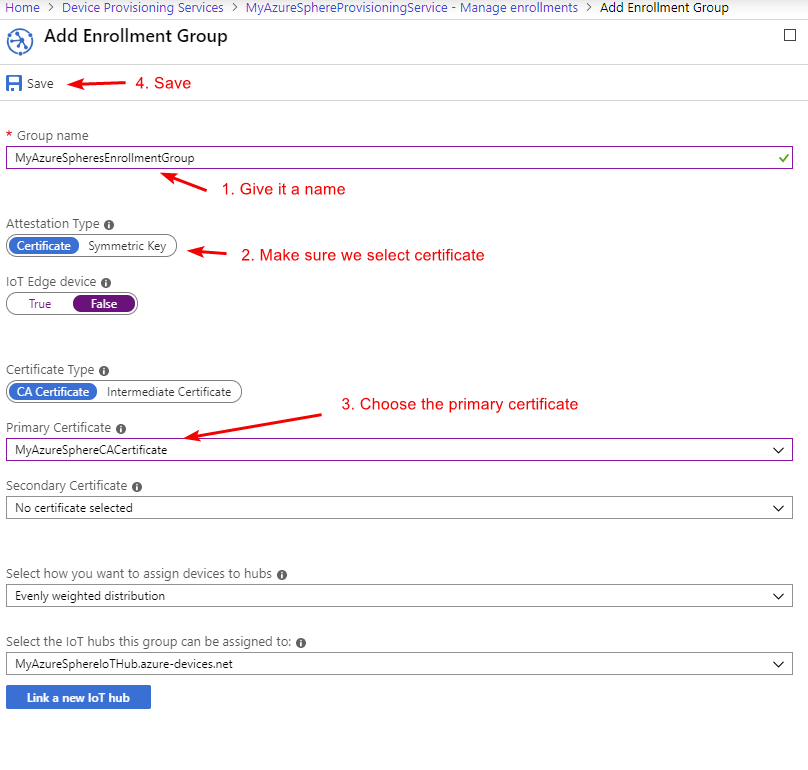 Home > Device Provisioning Services > MyAzureSphereProvisioningService - Manage enrollments > Add Enrollment Group
Add Enrollment Group
Save
4. Save
* Group name
MyAzureSpheresEnrollmentGroup
1. Give it a name
Attestation Type
Certificate Symmetric Key
2. Make sure we select certificate
IoT Edge device
True False
Certificate Type
CA Certificate Intermediate Certificate
3. Choose the primary certificate
Primary Certificate
MyAzureSphereCACertificate
Secondary Certificate
No certificate selected
Select how you want to assign devices to hubs
Evenly weighted distribution
Select the IoT hubs this group can be assigned to:
MyAzureSphereIoTHub.azure-devices.net
Link a new IoT hub